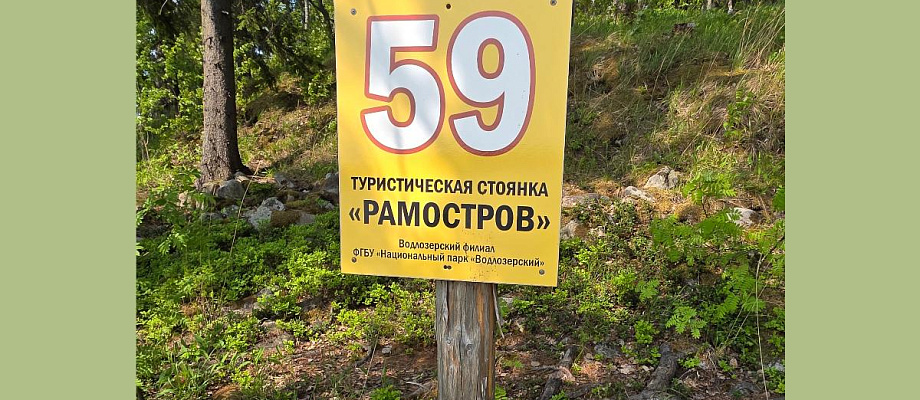 59
ТУРИСТИЧЕСКАЯ СТОЯНКА
«РАМОСТРОВ»
Водлозерский филиал
ФГБУ «Национальный парк «Водлозерский»